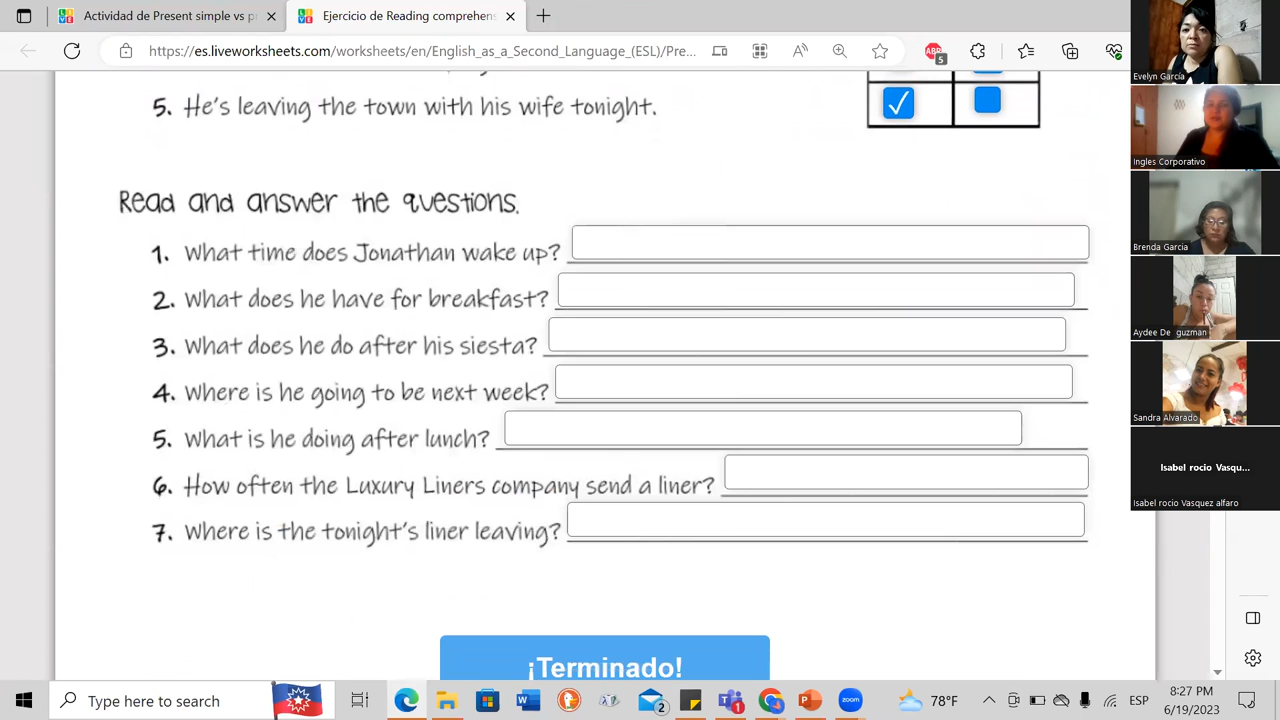 Actividad de Present simple vs pr
Ejercicio de Reading comprehens
https://es.liveworksheets.com/worksheets/en/English_as_a_Second_Language_(ESL)/Pre...
5
5. He's leaving the town with his wife tonight.
Read and answer the questions.
1. What time does Jonathan wake up?
2. What does he have for breakfast?
3. What does he do after his siesta?
4. Where is he going to be next week?
5. What is he doing after lunch?
6. How often the Luxury Liners company send a liner?
7. Where is the tonight's liner leaving?
¡Terminado!
Evelyn García
Ingles Corporativo
Brenda Garcia
Aydee De guzman
Sandra Alvarado
Isabel rocio Vasqu...
Isabel rocio Vasquez alfaro
Type here to search
2
1
zoom
78°F
ESP
8:27 PM
6/19/2023